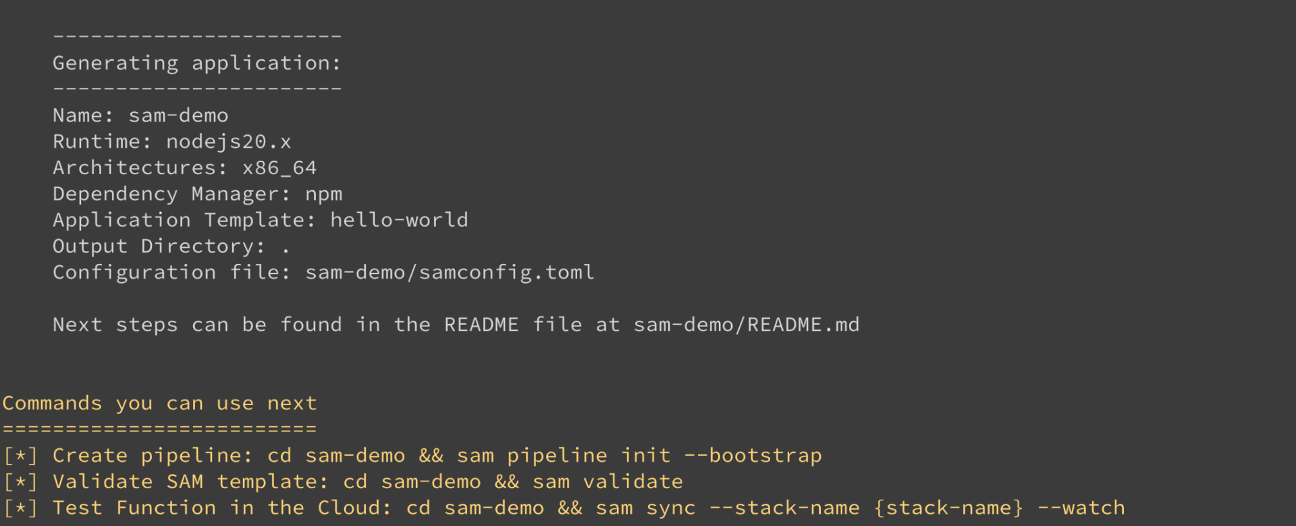 -----------------------
Generating application:
-----------------------
Name: sam-demo
Runtime: nodejs20.x
Architectures: x86_64
Dependency Manager: npm
Application Template: hello-world
Output Directory: .
Configuration file: sam-demo/samconfig.toml
Next steps can be found in the README file at sam-demo/README.md
Commands you can use next
=========================
[*] Create pipeline: cd sam-demo && sam pipeline init --bootstrap
[*] Validate SAM template: cd sam-demo && sam validate
[*] Test Function in the Cloud: cd sam-demo && sam sync --stack-name {stack-name} --watch